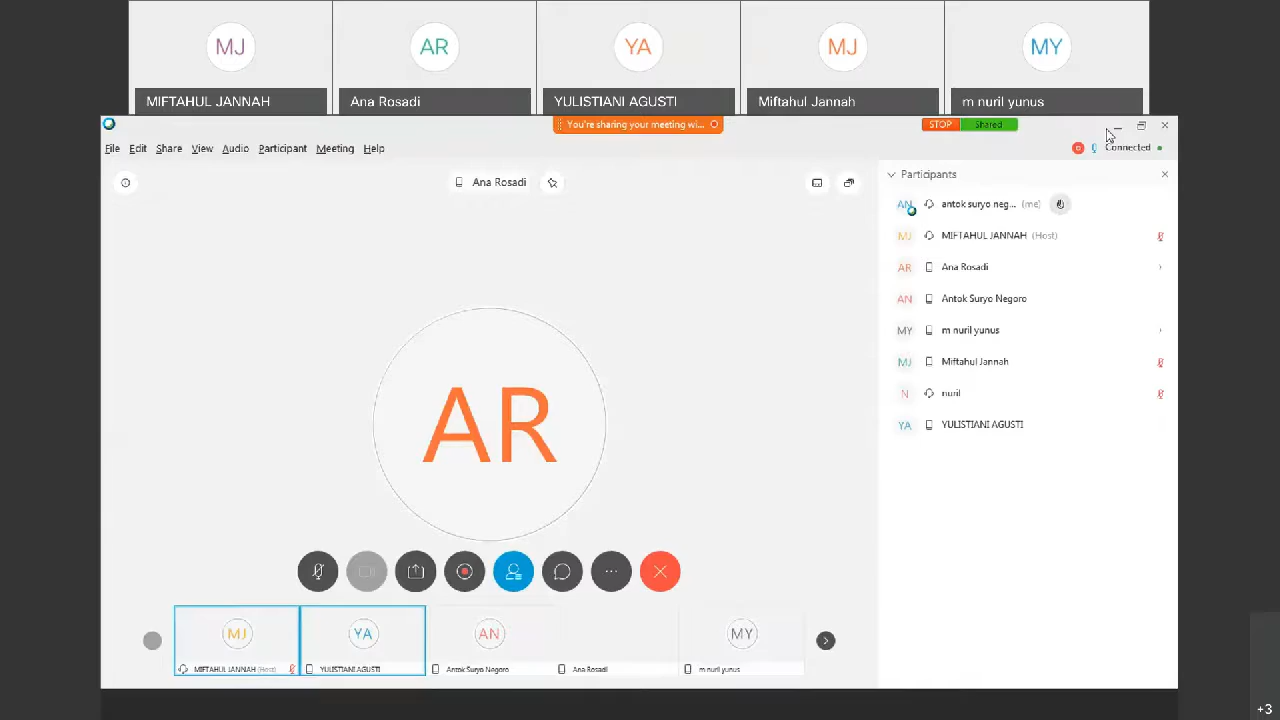 MJ
AR
YA
MJ
MY
MIFTAHUL JANNAH
Ana Rosadi
YULISTIANI AGUSTI
Miftahul Jannah
m nuril yunus
You're sharing your meeting wi...
STOP
Shared
File Edit Share View Audio Participant Meeting Help
Connected
Ana Rosadi
Participants
AN antok suryo neg... (me)
MJ MIFTAHUL JANNAH (Host)
AR Ana Rosadi
AN Antok Suryo Negoro
MY m nuril yunus
MJ Miftahul Jannah
N nuril
YA YULISTIANI AGUSTI
AR
MJ
YA
AN
MY
MIFTAHUL JANNAH (Host)
YULISTIANI AGUSTI
Antok Suryo Negoro
Ana Rosadi
m nuril yunus
+3